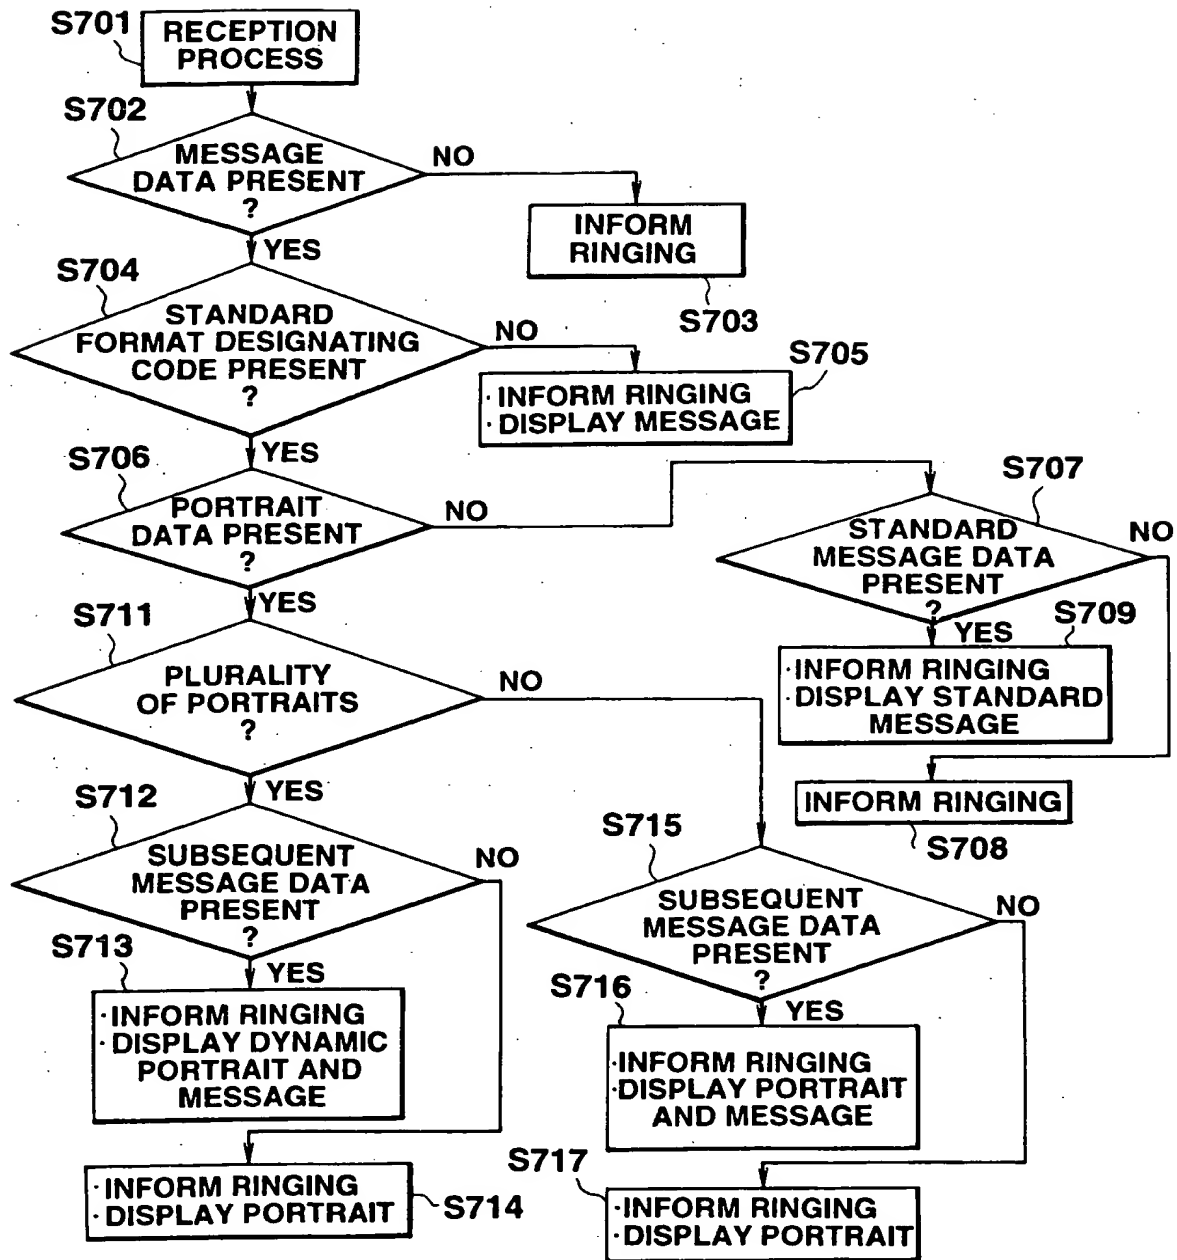 S701
RECEPTION
PROCESS
S702
MESSAGE
DATA PRESENT
?
NO
INFORM
RINGING
S703
YES
S704
STANDARD
FORMAT DESIGNATING
CODE PRESENT
?
NO
S705
· INFORM RINGING
· DISPLAY MESSAGE
YES
S706
PORTRAIT
DATA PRESENT
?
NO
S707
STANDARD
MESSAGE DATA
PRESENT
?
NO
YES
S709
· INFORM RINGING
· DISPLAY STANDARD
MESSAGE
INFORM RINGING
S708
YES
S711
PLURALITY
OF PORTRAITS
?
NO
YES
S712
SUBSEQUENT
MESSAGE DATA
PRESENT
?
NO
YES
S713
· INFORM RINGING
· DISPLAY DYNAMIC
PORTRAIT AND
MESSAGE
· INFORM RINGING
· DISPLAY PORTRAIT
S714
S715
SUBSEQUENT
MESSAGE DATA
PRESENT
?
NO
YES
S716
· INFORM RINGING
· DISPLAY PORTRAIT
AND MESSAGE
S717
· INFORM RINGING
· DISPLAY PORTRAIT